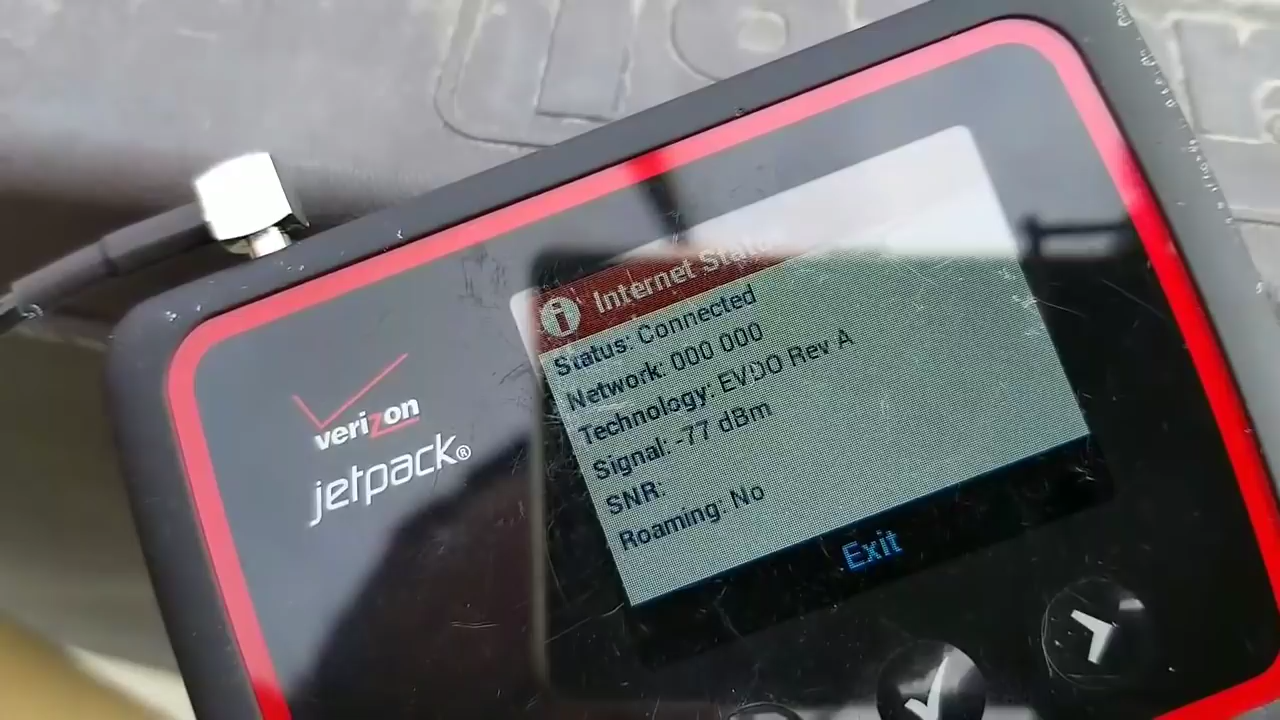 Internet Status
Status: Connected
Network: 000 000
Technology: EVDO Rev A
Signal: -77 dBm
SNR:
Roaming: No
Exit
verizon
jetpack®